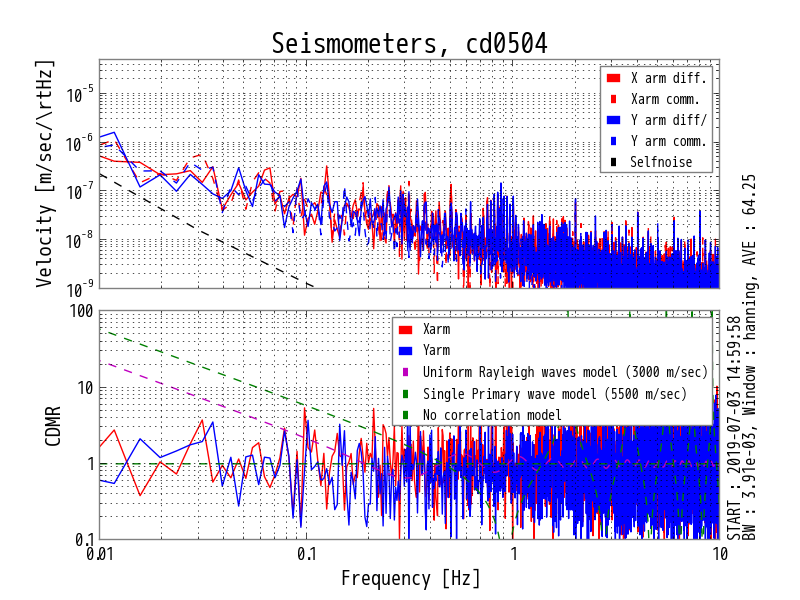 Seismometers, cd0504
Velocity [m/sec/\rtHz]
10^-5
10^-6
10^-7
10^-8
10^-9
X arm diff.
Xarm comm.
Y arm diff/
Y arm comm.
Selfnoise
CDMR
100
10
1
0.1
Xarm
Yarm
Uniform Rayleigh waves model (3000 m/sec)
Single Primary wave model (5500 m/sec)
No correlation model
0.01
0.1
1
10
Frequency [Hz]
START : 2019-07-03 14:59:58
BW : 3.91e-03, Window : hanning, AVE : 64.25